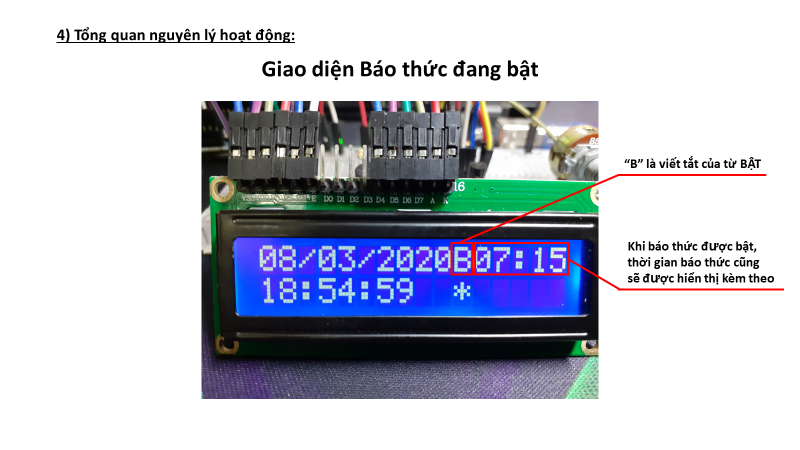 4) Tổng quan nguyên lý hoạt động:
Giao diện Báo thức đang bật
16
D0 D1 D2 D3 D4 D5 D6 D7 A K
"B" là viết tắt của từ BẬT
Khi báo thức được bật,
thời gian báo thức cũng
sẽ được hiển thị kèm theo
08/03/2020B07:15
18:54:59 *